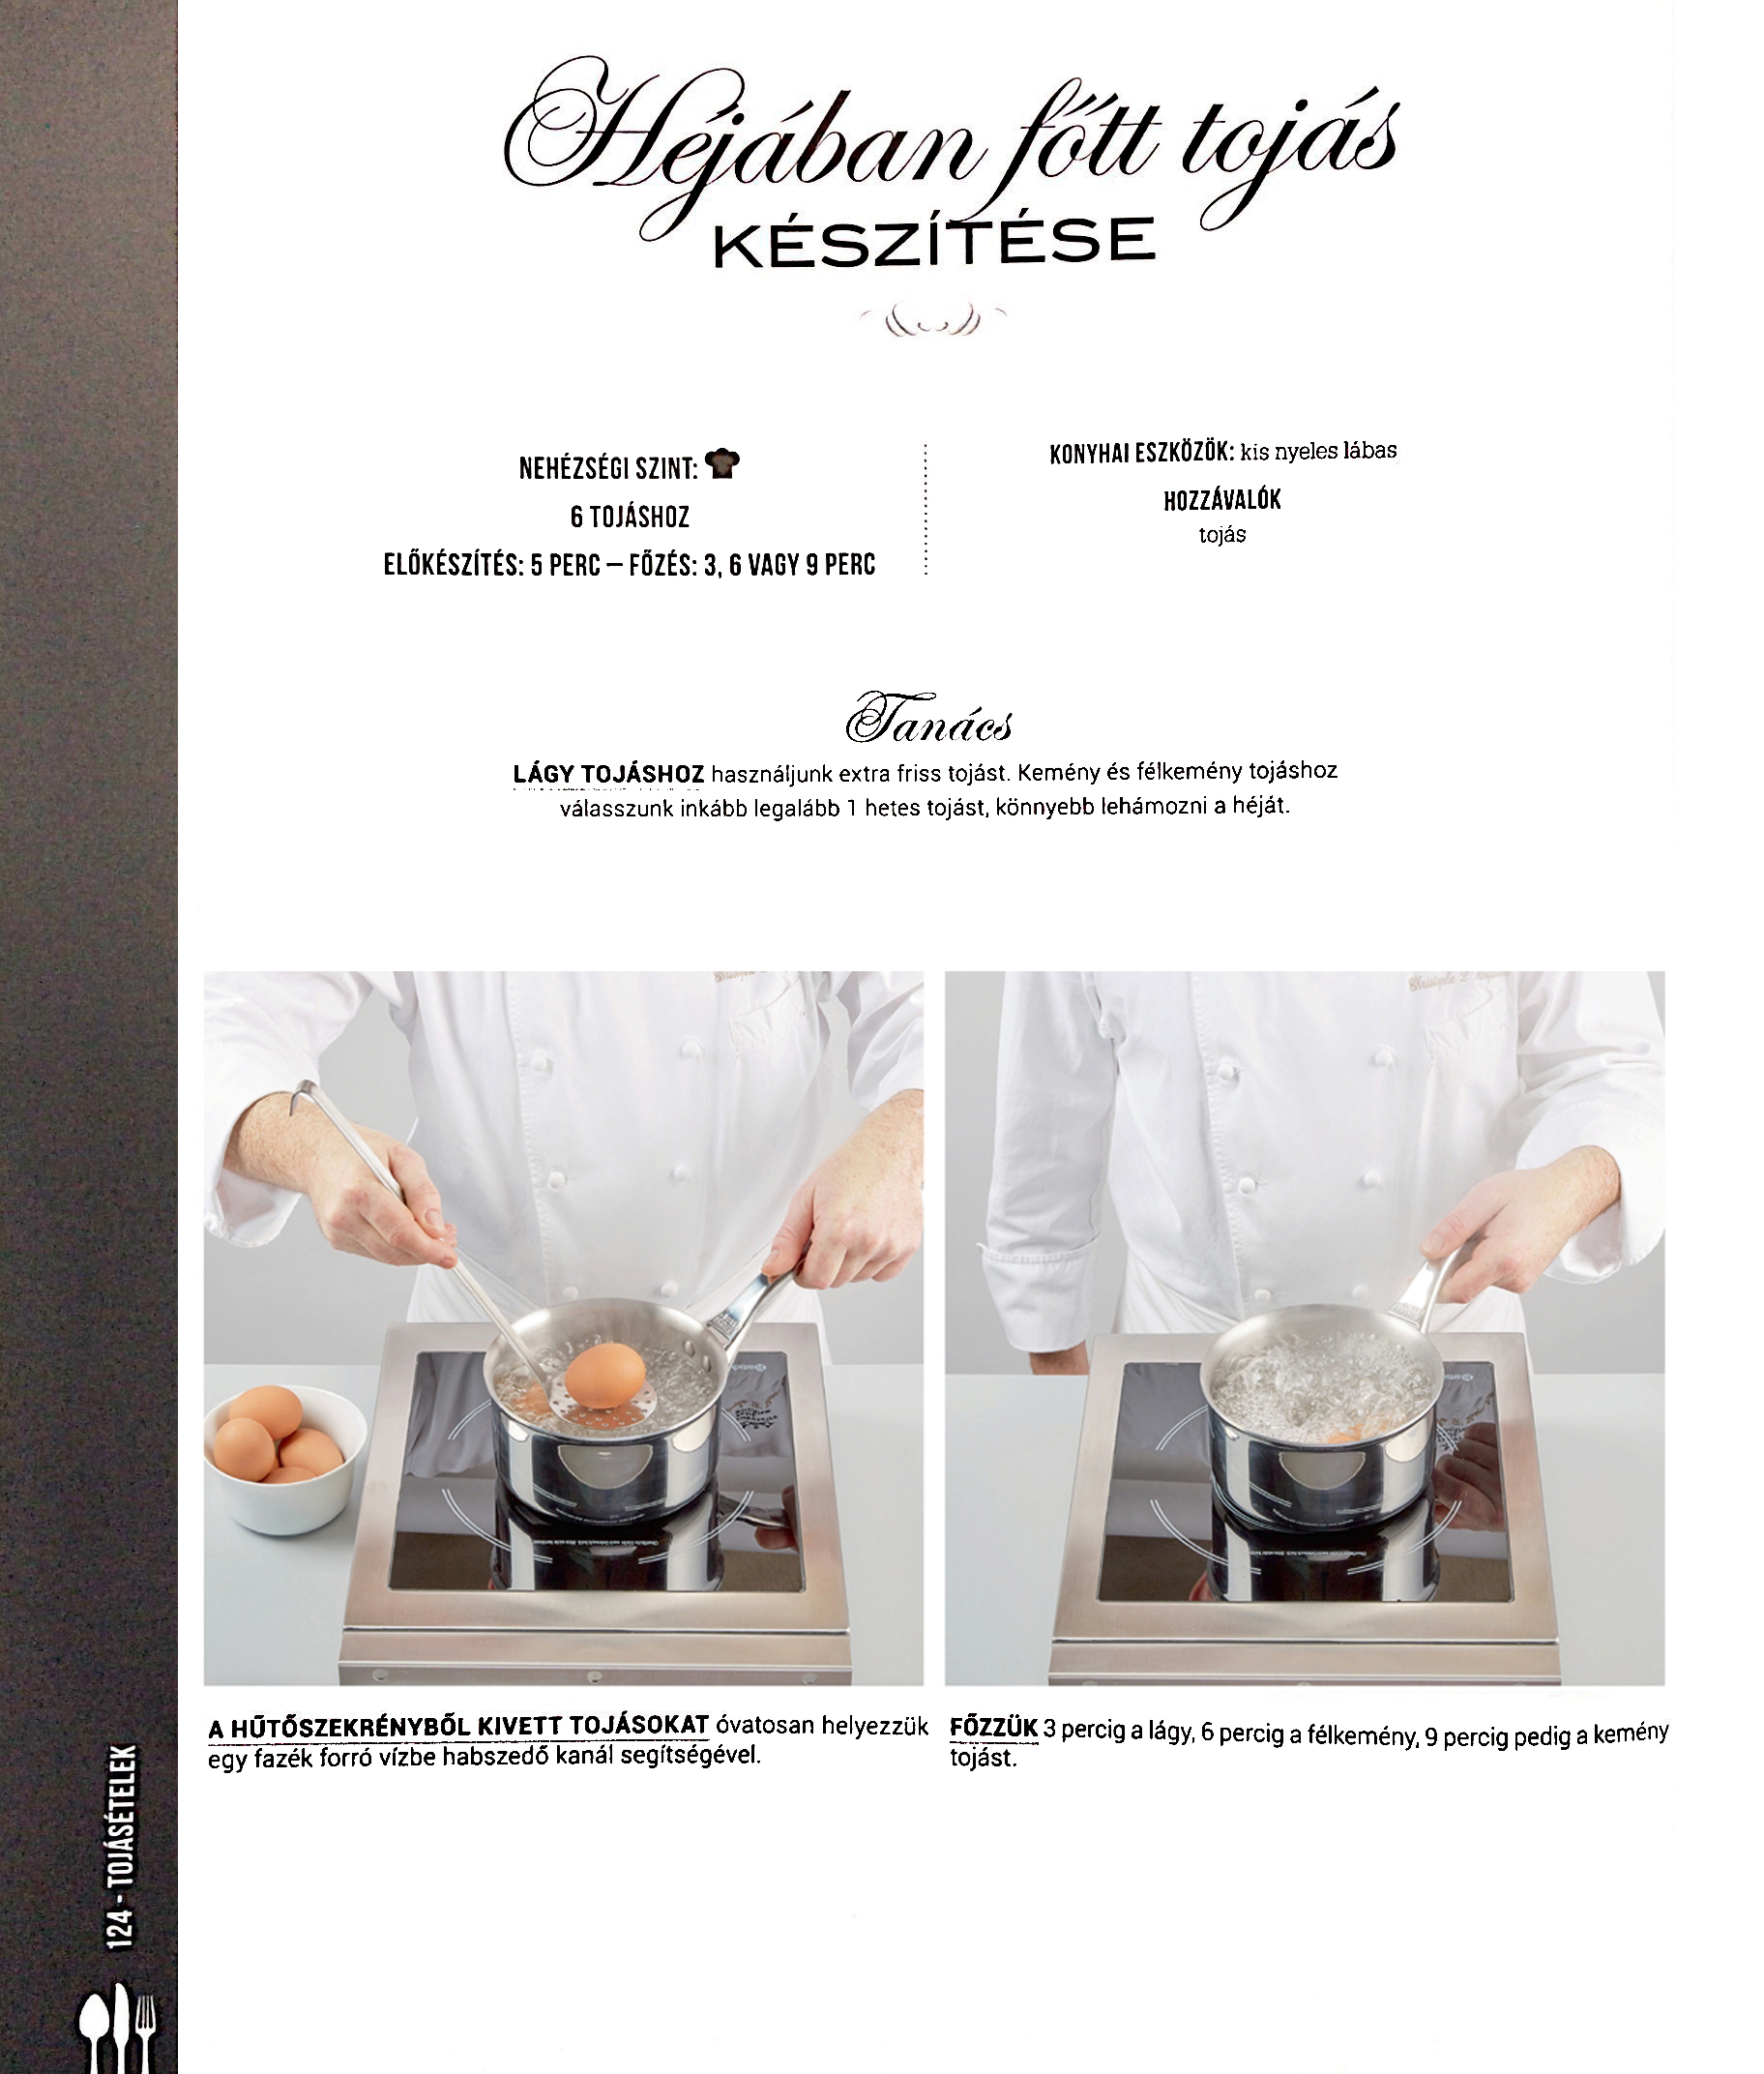 Héjában főtt tojás
KÉSZÍTÉSE
NEHÉZSÉGI SZINT:
6 TOJÁSHOZ
ELŐKÉSZÍTÉS: 5 PERC – FŐZÉS: 3, 6 VAGY 9 PERC
KONYHAI ESZKÖZÖK: kis nyeles lábas
HOZZÁVALÓK
tojás
Tanács
LÁGY TOJÁSHOZ használjunk extra friss tojást. Kemény és félkemény tojáshoz
válasszunk inkább legalább 1 hetes tojást, könnyebb lehámozni a héját.
A HŰTŐSZEKRÉNYBŐL KIVETT TOJÁSOKAT óvatosan helyezzük
egy fazék forró vízbe habszedő kanál segítségével.
FŐZZÜK 3 percig a lágy, 6 percig a félkemény, 9 percig pedig a kemény
tojást.
124 - TOJÁSÉTELEK